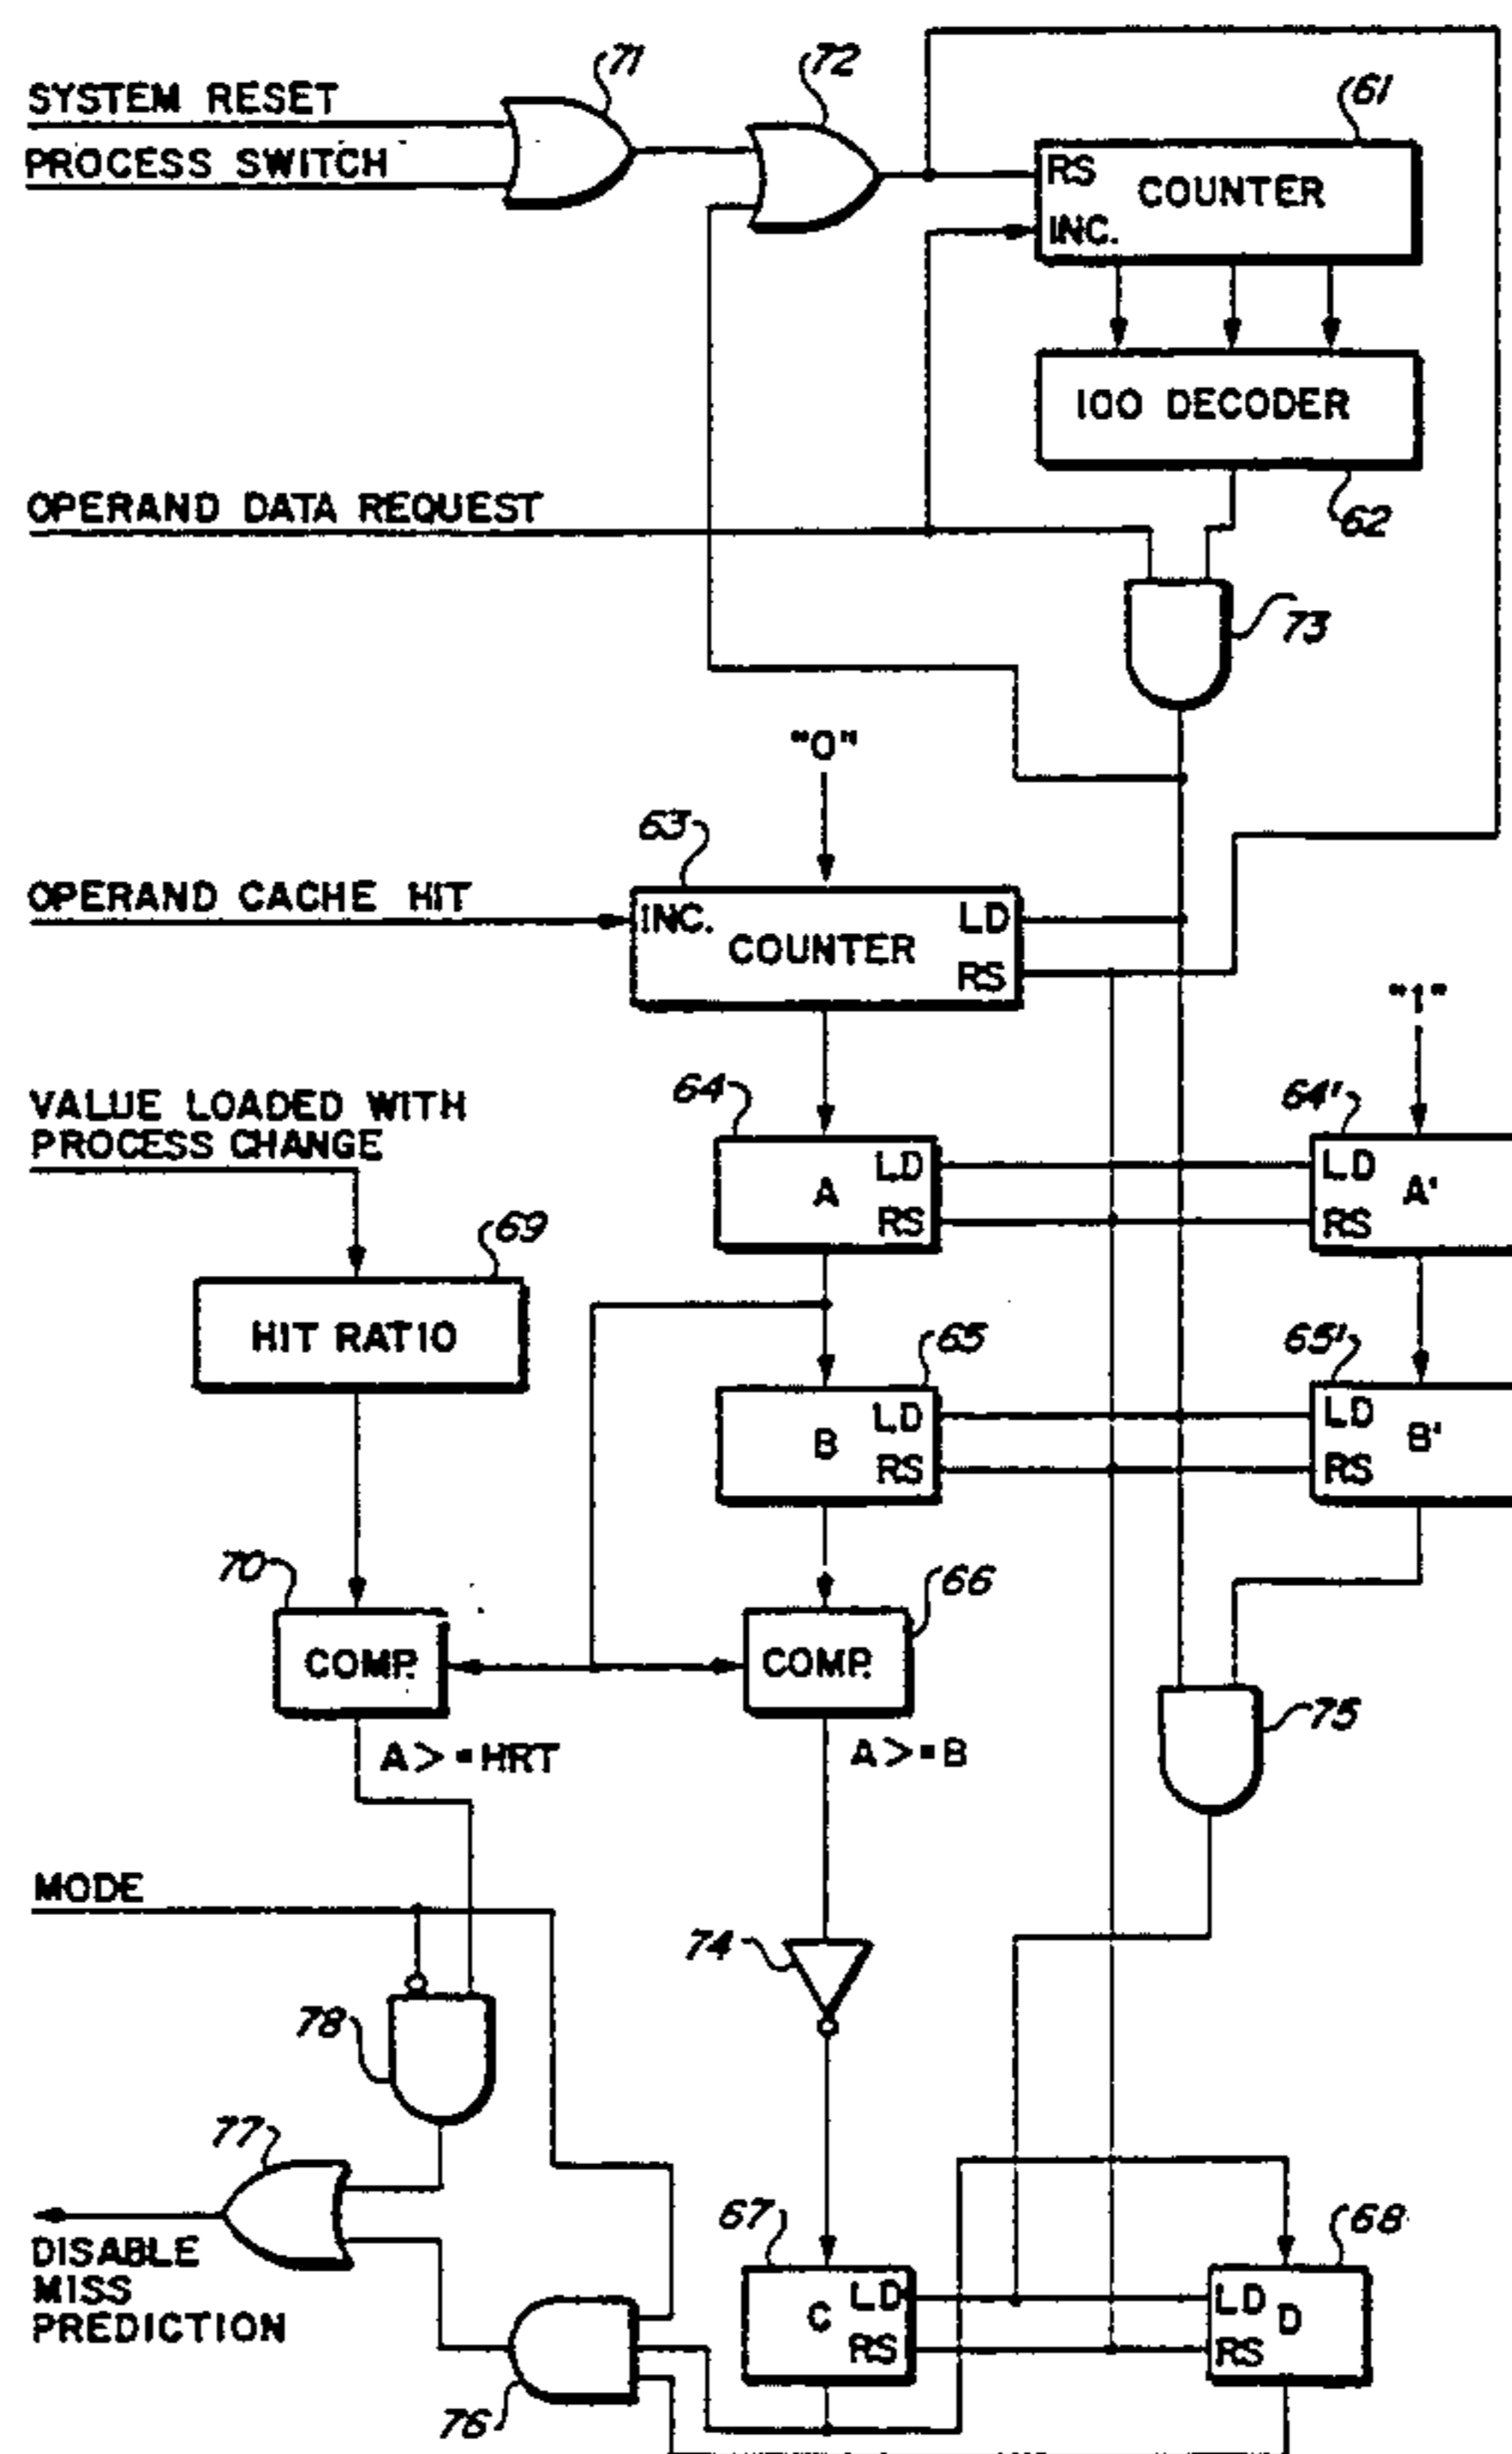 71
72
SYSTEM RESET
61
PROCESS SWITCH
RS
COUNTER
INC.
100 DECODER
OPERAND DATA REQUEST
62
73
"0"
63
OPERAND CACHE HIT
INC.
LD
COUNTER
RS
"1"
VALUE LOADED WITH
PROCESS CHANGE
64
64'
LD
A
RS
LD
A'
RS
69
HIT RATIO
65
65'
LD
B
RS
LD
B'
RS
70
66
COMP.
COMP.
75
A>=HRT
A>=B
MODE
74
78
77
67
68
DISABLE
MISS
PREDICTION
LD
C
RS
LD
D
RS
76